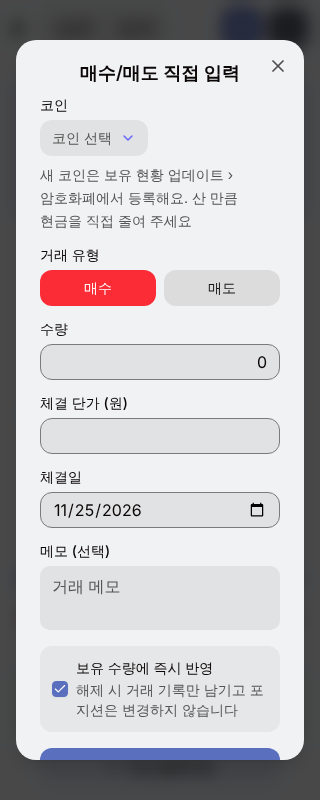 매수/매도 직접 입력
코인
코인 선택
새 코인은 보유 현황 업데이트 ›
암호화폐에서 등록해요. 산 만큼
현금을 직접 줄여 주세요
거래 유형
매수 매도
수량
0
체결 단가 (원)
체결일
11/25/2026
메모 (선택)
거래 메모
보유 수량에 즉시 반영
해제 시 거래 기록만 남기고 포
지션은 변경하지 않습니다